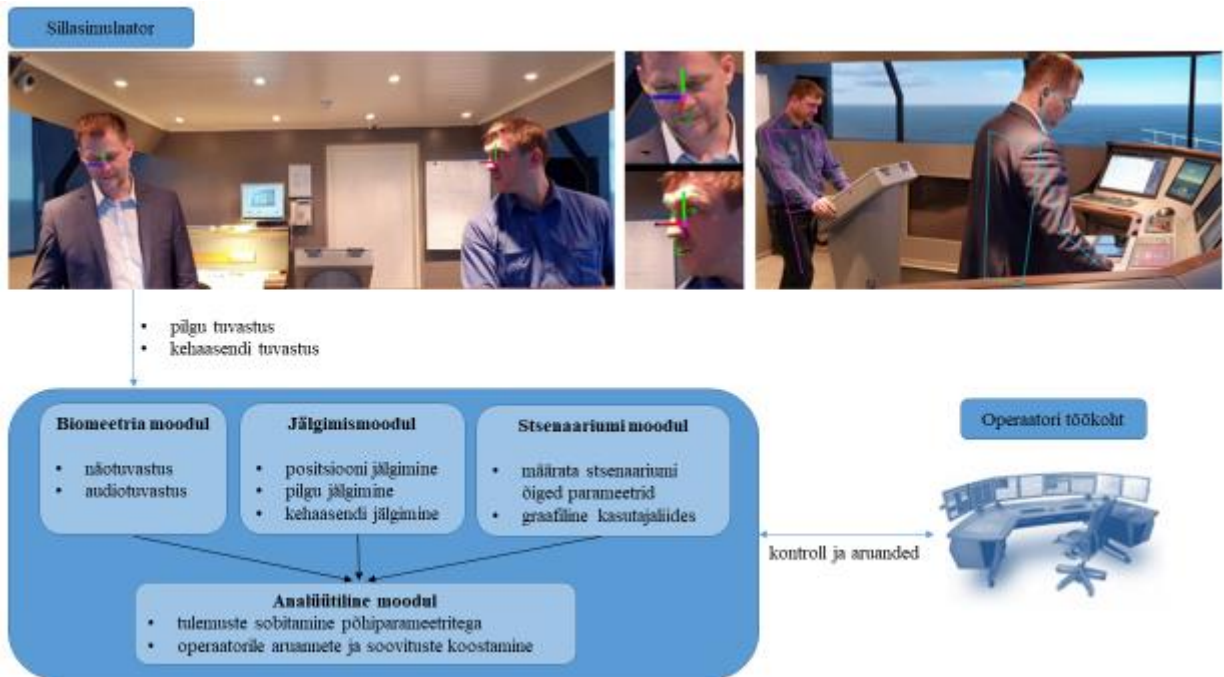 Sillasimulaator
• pilgu tuvastus
• kehaasendi tuvastus
Biomeetria moodul
• näotuvastus
• audiotuvastus
Jälgimismoodul
• positsiooni jälgimine
• pilgu jälgimine
• kehaasendi jälgimine
Stsenaariumi moodul
• määrata stsenaariumi
õiged parameetrid
• graafiline kasutajaliides
Analüütiline moodul
• tulemuste sobitamine põhiparameetritega
• operaatorile aruannete ja soovituste koostamine
kontroll ja aruanded
Operaatori töökoht